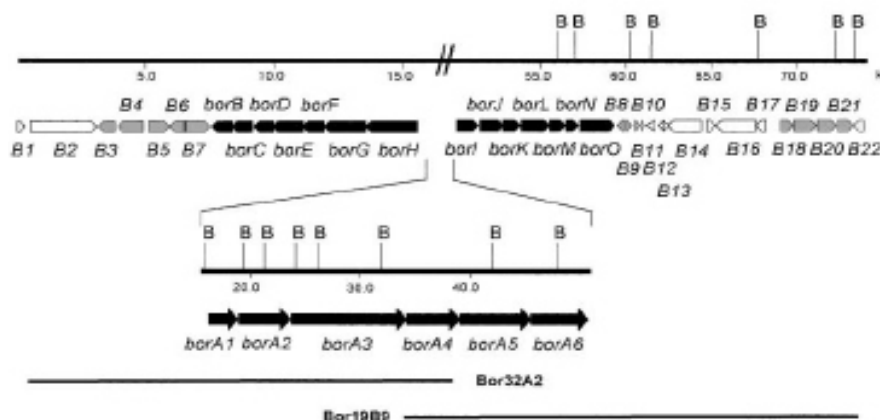 B B B B B B B
5.0 10.0 15.0 55.0 60.0 65.0 70.0 k
B4 B6 borB borD borF borJ borL borN B8 B10 B15 B17 B19 B21
B1 B2 B3 B5 B7 borC borE borG borH borI borK borM borO B11 B14 B16 B18 B20 B22
B9 B12
B13
B B B B B B B B
20.0 30.0 40.0
borA1 borA2 borA3 borA4 borA5 borA6
Bor32A2
Bor19B9